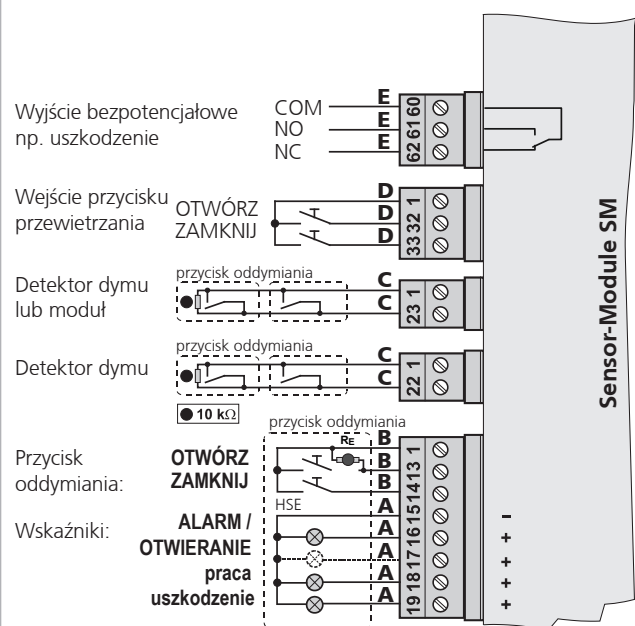 Wyjście bezpotencjałowe
np. uszkodzenie
COM
NO
NC
E
E
E
62 61 60
Wejście przycisku
przewietrzania
OTWÓRZ
ZAMKNIJ
D
D
D
33 32 1
Detektor dymu
lub moduł
przycisk oddymiania
C
C
23 1
Detektor dymu
przycisk oddymiania
C
C
22 1
10 kΩ
Przycisk
oddymiania:
OTWÓRZ
ZAMKNIJ
przycisk oddymiania
RE
B
B
B
HSE
Wskaźniki:
ALARM /
OTWIERANIE
praca
uszkodzenie
A
A
A
A
A
19 18 17 16 15 14 13 1
-
+
+
+
+
Sensor-Module SM